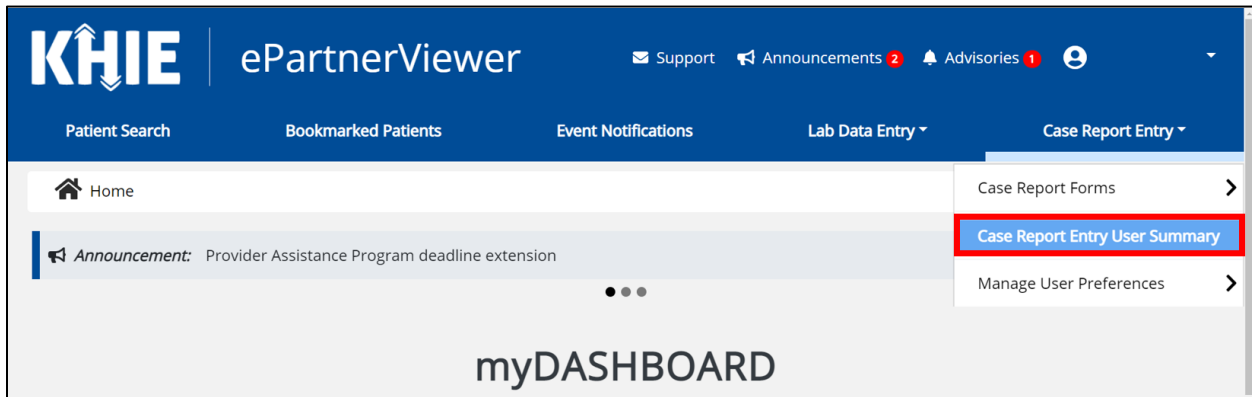 KHIE ePartnerViewer Support Announcements 2 Advisories 1
Patient Search Bookmarked Patients Event Notifications Lab Data Entry Case Report Entry
Home
Case Report Forms
Case Report Entry User Summary
Manage User Preferences
Announcement: Provider Assistance Program deadline extension
myDASHBOARD